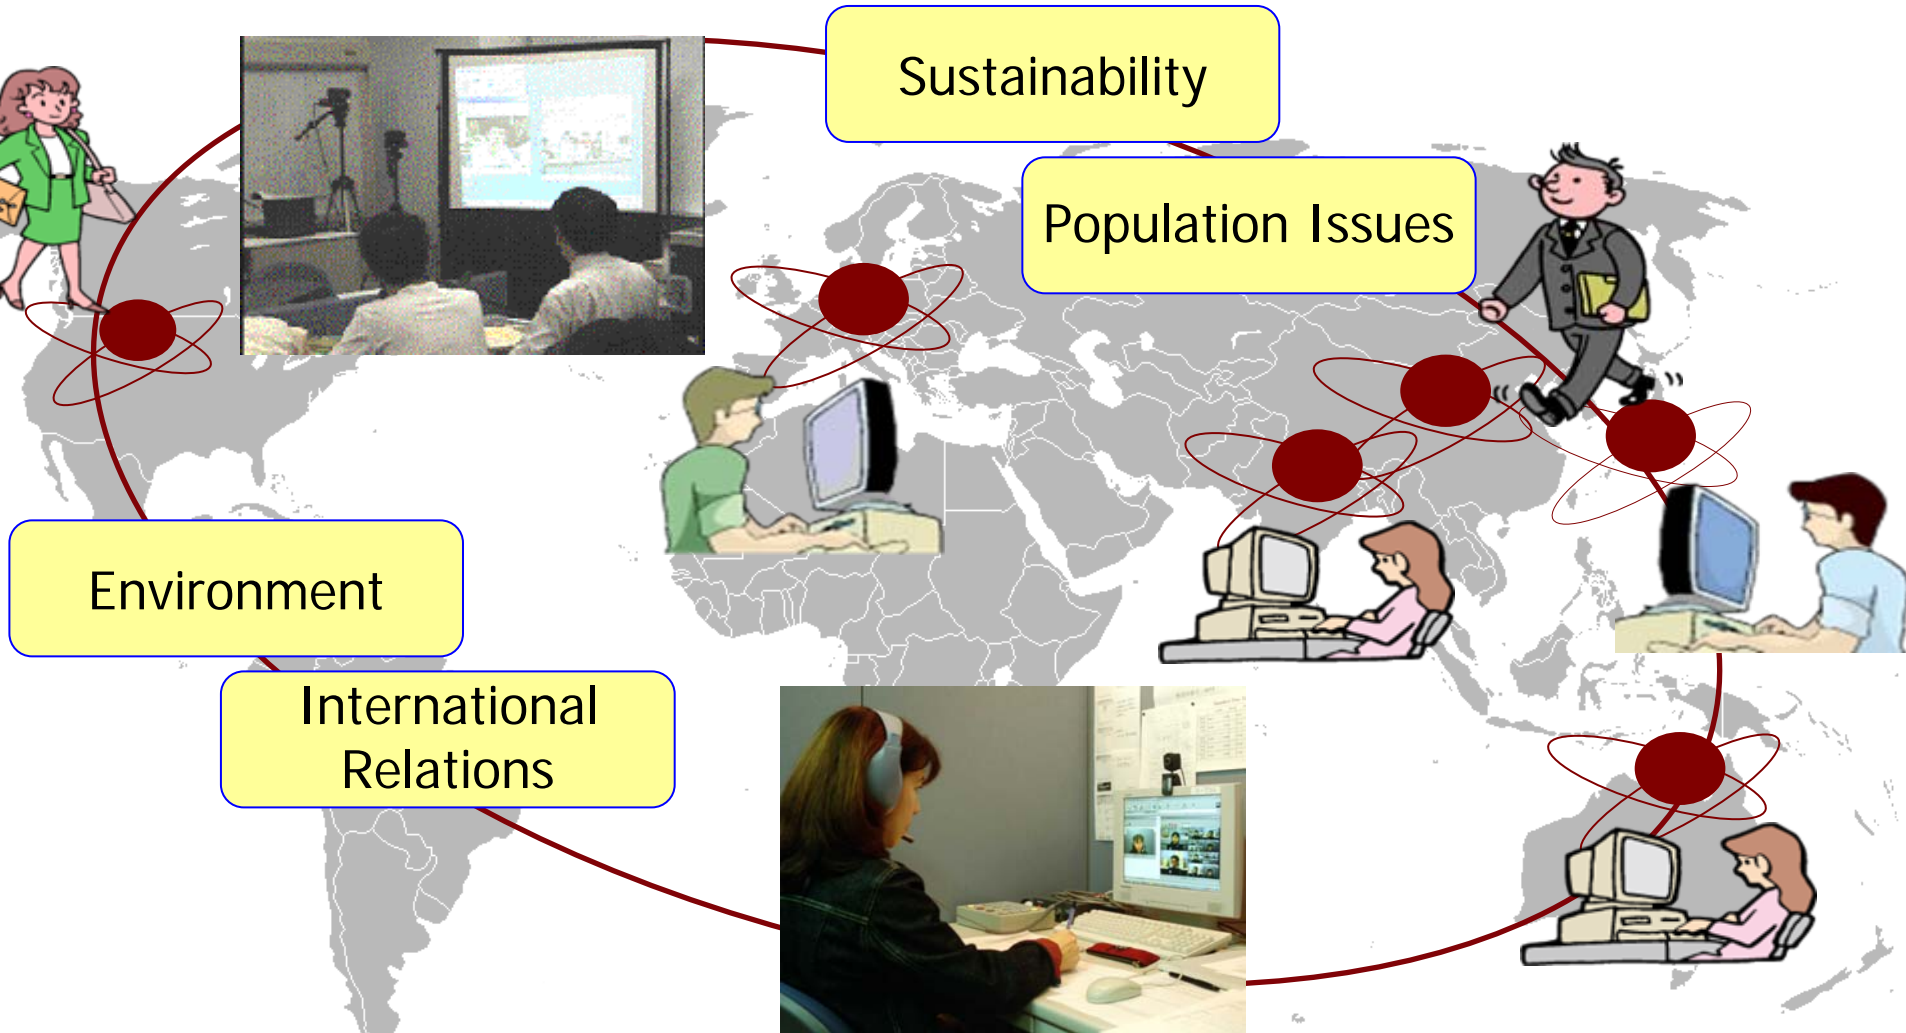 Sustainability
Population Issues
Environment
International
Relations